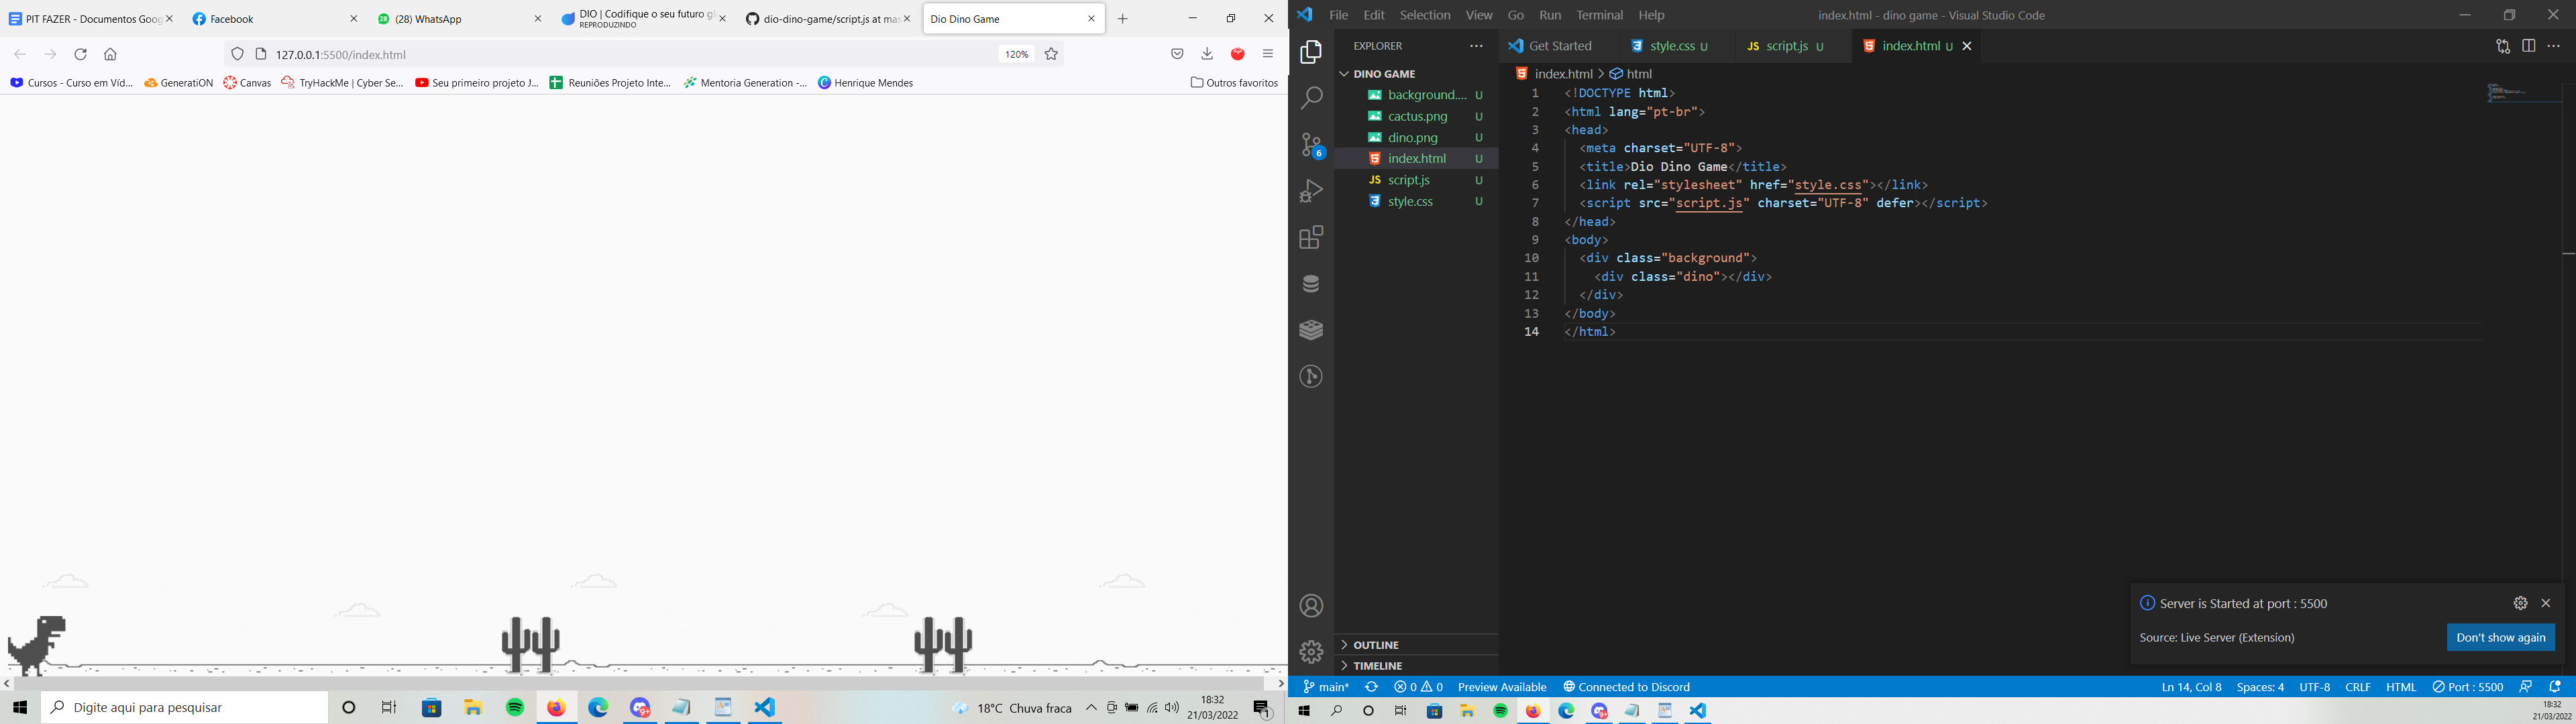 PIT FAZER - Documentos Goog
Facebook
(28) WhatsApp
DIO | Codifique o seu futuro gl
REPRODUZINDO
dio-dino-game/script.js at mas
Dio Dino Game
127.0.0.1:5500/index.html
120%
Cursos - Curso em Víd...
GeneratiON
Canvas
TryHackMe | Cyber Se...
Seu primeiro projeto J...
Reuniões Projeto Inte...
Mentoria Generation -...
Henrique Mendes
Outros favoritos
Digite aqui para pesquisar
18°C Chuva fraca
18:32
21/03/2022
1
File Edit Selection View Go Run Terminal Help
index.html - dino game - Visual Studio Code
EXPLORER
DINO GAME
background.... U
cactus.png U
dino.png U
index.html U
JS script.js U
style.css U
6
OUTLINE
TIMELINE
Get Started
style.css U
JS script.js U
index.html U
index.html > html
1 <!DOCTYPE html>
2 <html lang="pt-br">
3 <head>
4 <meta charset="UTF-8">
5 <title>Dio Dino Game</title>
6 <link rel="stylesheet" href="style.css"></link>
7 <script src="script.js" charset="UTF-8" defer></script>
8 </head>
9 <body>
10 <div class="background">
11 <div class="dino"></div>
12 </div>
13 </body>
14 </html>
Server is Started at port : 5500
Source: Live Server (Extension)
Don't show again
main*
0 0
Preview Available
Connected to Discord
Ln 14, Col 8
Spaces: 4
UTF-8
CRLF
HTML
Port : 5500
18:32
21/03/2022